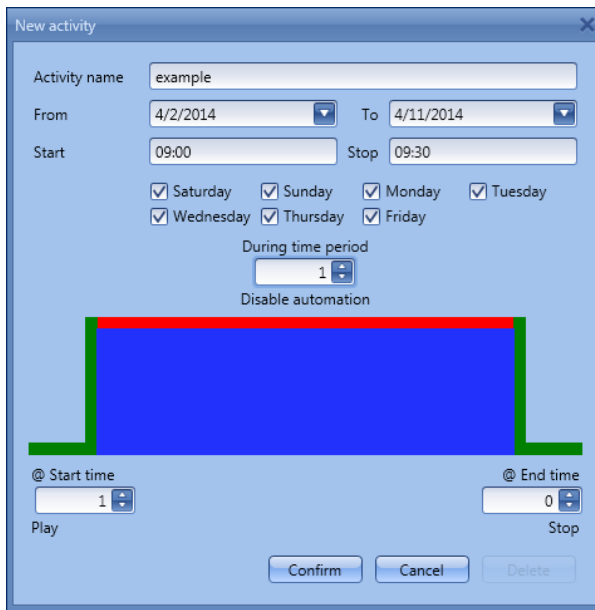 New activity
Activity name example
From 4/2/2014 To 4/11/2014
Start 09:00 Stop 09:30
Saturday Sunday Monday Tuesday
Wednesday Thursday Friday
During time period
1
Disable automation
@ Start time @ End time
1 0
Play Stop
Confirm Cancel Delete